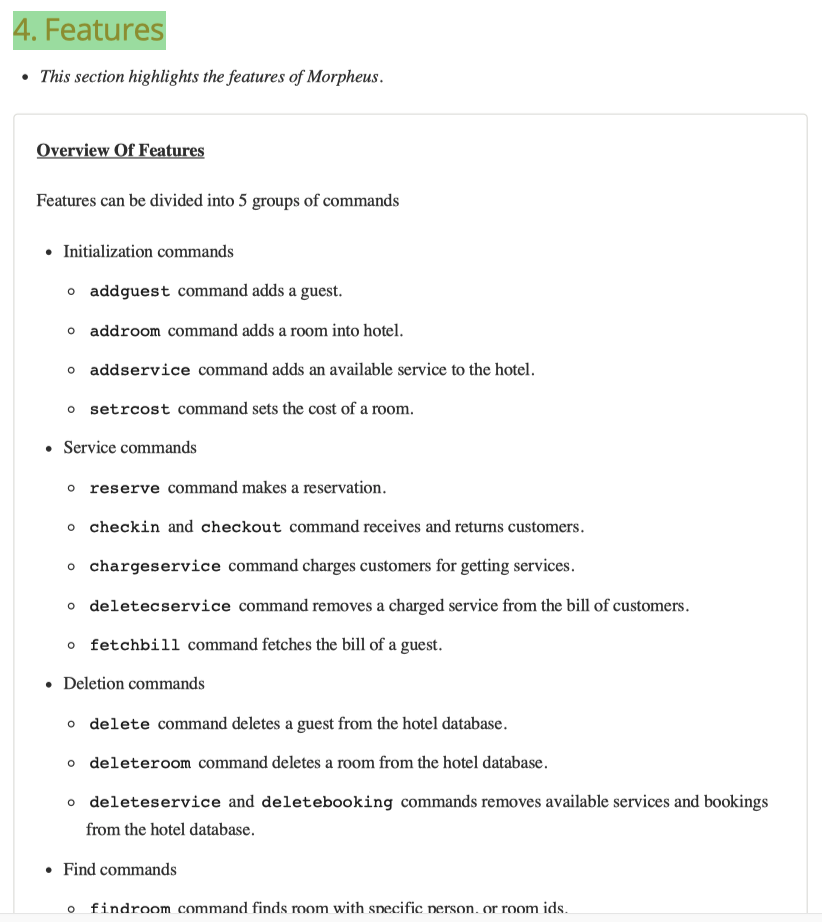 4. Features
• This section highlights the features of Morpheus.
Overview Of Features
Features can be divided into 5 groups of commands
• Initialization commands
◦ addguest command adds a guest.
◦ addroom command adds a room into hotel.
◦ addservice command adds an available service to the hotel.
◦ setrcost command sets the cost of a room.
• Service commands
◦ reserve command makes a reservation.
◦ checkin and checkout command receives and returns customers.
◦ chargeservice command charges customers for getting services.
◦ deletecservice command removes a charged service from the bill of customers.
◦ fetchbill command fetches the bill of a guest.
• Deletion commands
◦ delete command deletes a guest from the hotel database.
◦ deleteroom command deletes a room from the hotel database.
◦ deleteservice and deletebooking commands removes available services and bookings
from the hotel database.
• Find commands
◦ findroom command finds room with specific person, or room ids.